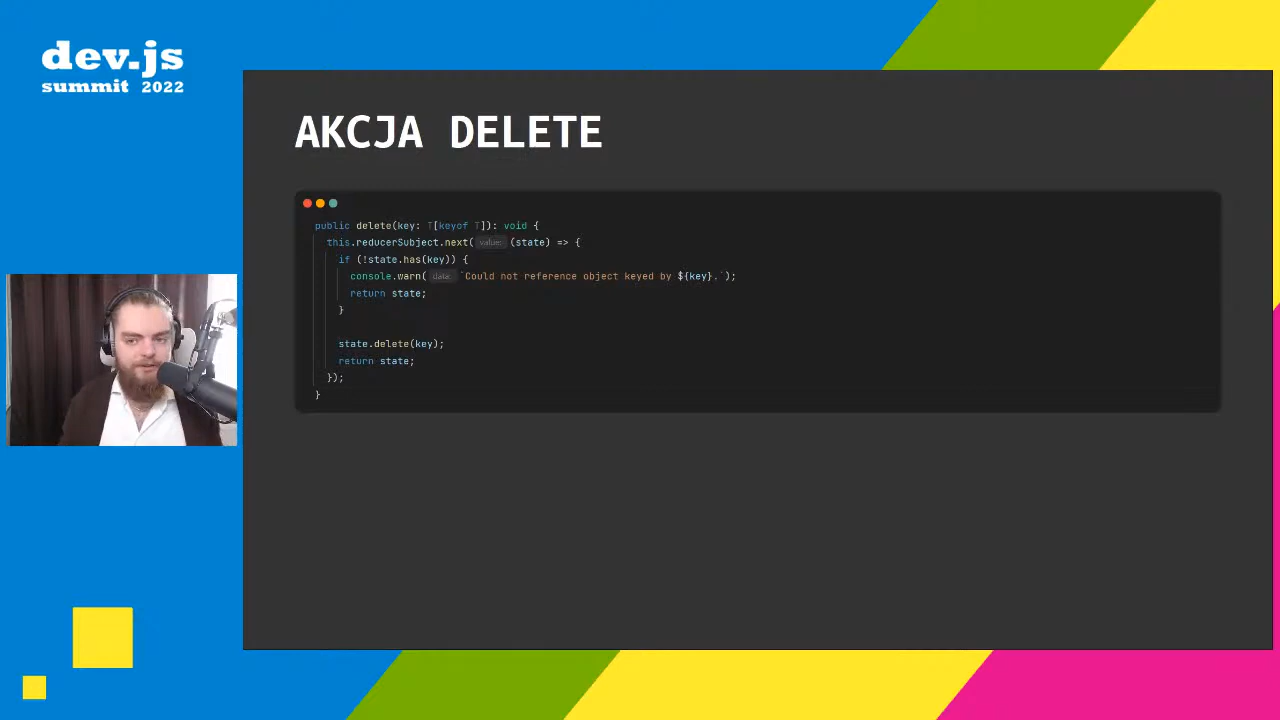 dev.js
summit 2022
AKCJA DELETE
public delete(key: T[keyof T]): void {
this.reducerSubject.next( value: (state) => {
if (!state.has(key)) {
console.warn( data: `Could not reference object keyed by ${key}.`);
return state;
}
state.delete(key);
return state;
});
}